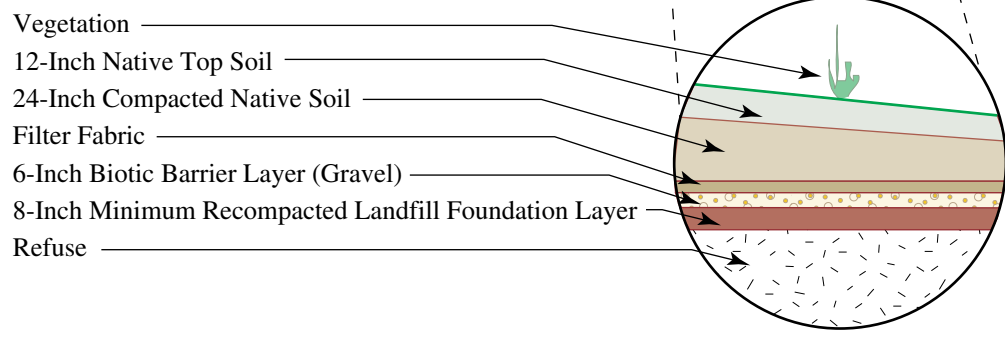 Vegetation
12-Inch Native Top Soil
24-Inch Compacted Native Soil
Filter Fabric
6-Inch Biotic Barrier Layer (Gravel)
8-Inch Minimum Recompacted Landfill Foundation Layer
Refuse